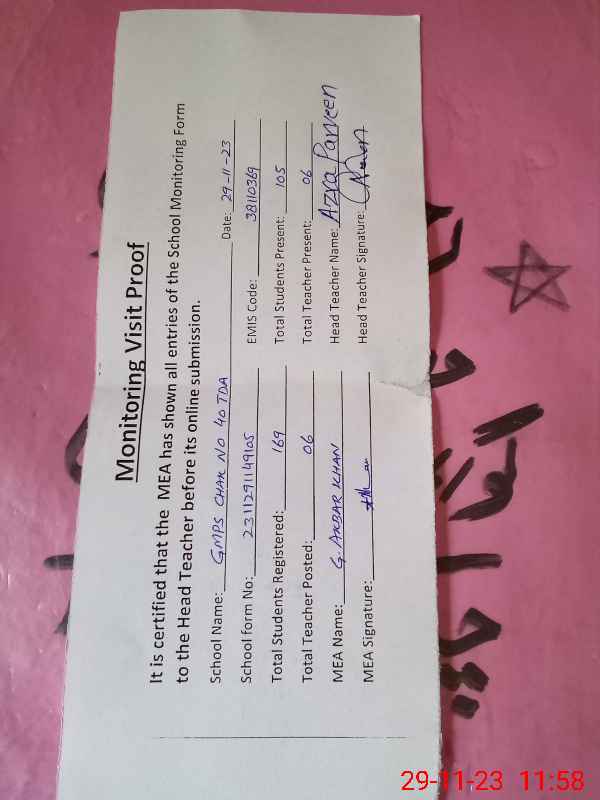 Monitoring Visit Proof
It is certified that the MEA has shown all entries of the School Monitoring Form
to the Head Teacher before its online submission.
School Name: GMPS CHAK NO 40 TDA Date: 29-11-23
School form No: 2311291149105 EMIS Code: 38110369
Total Students Registered: 169 Total Students Present: 105
Total Teacher Posted: 06 Total Teacher Present: 06
MEA Name: G. AKBAR KHAN Head Teacher Name: Azra Parveen
MEA Signature: Head Teacher Signature:
29-11-23 11:58